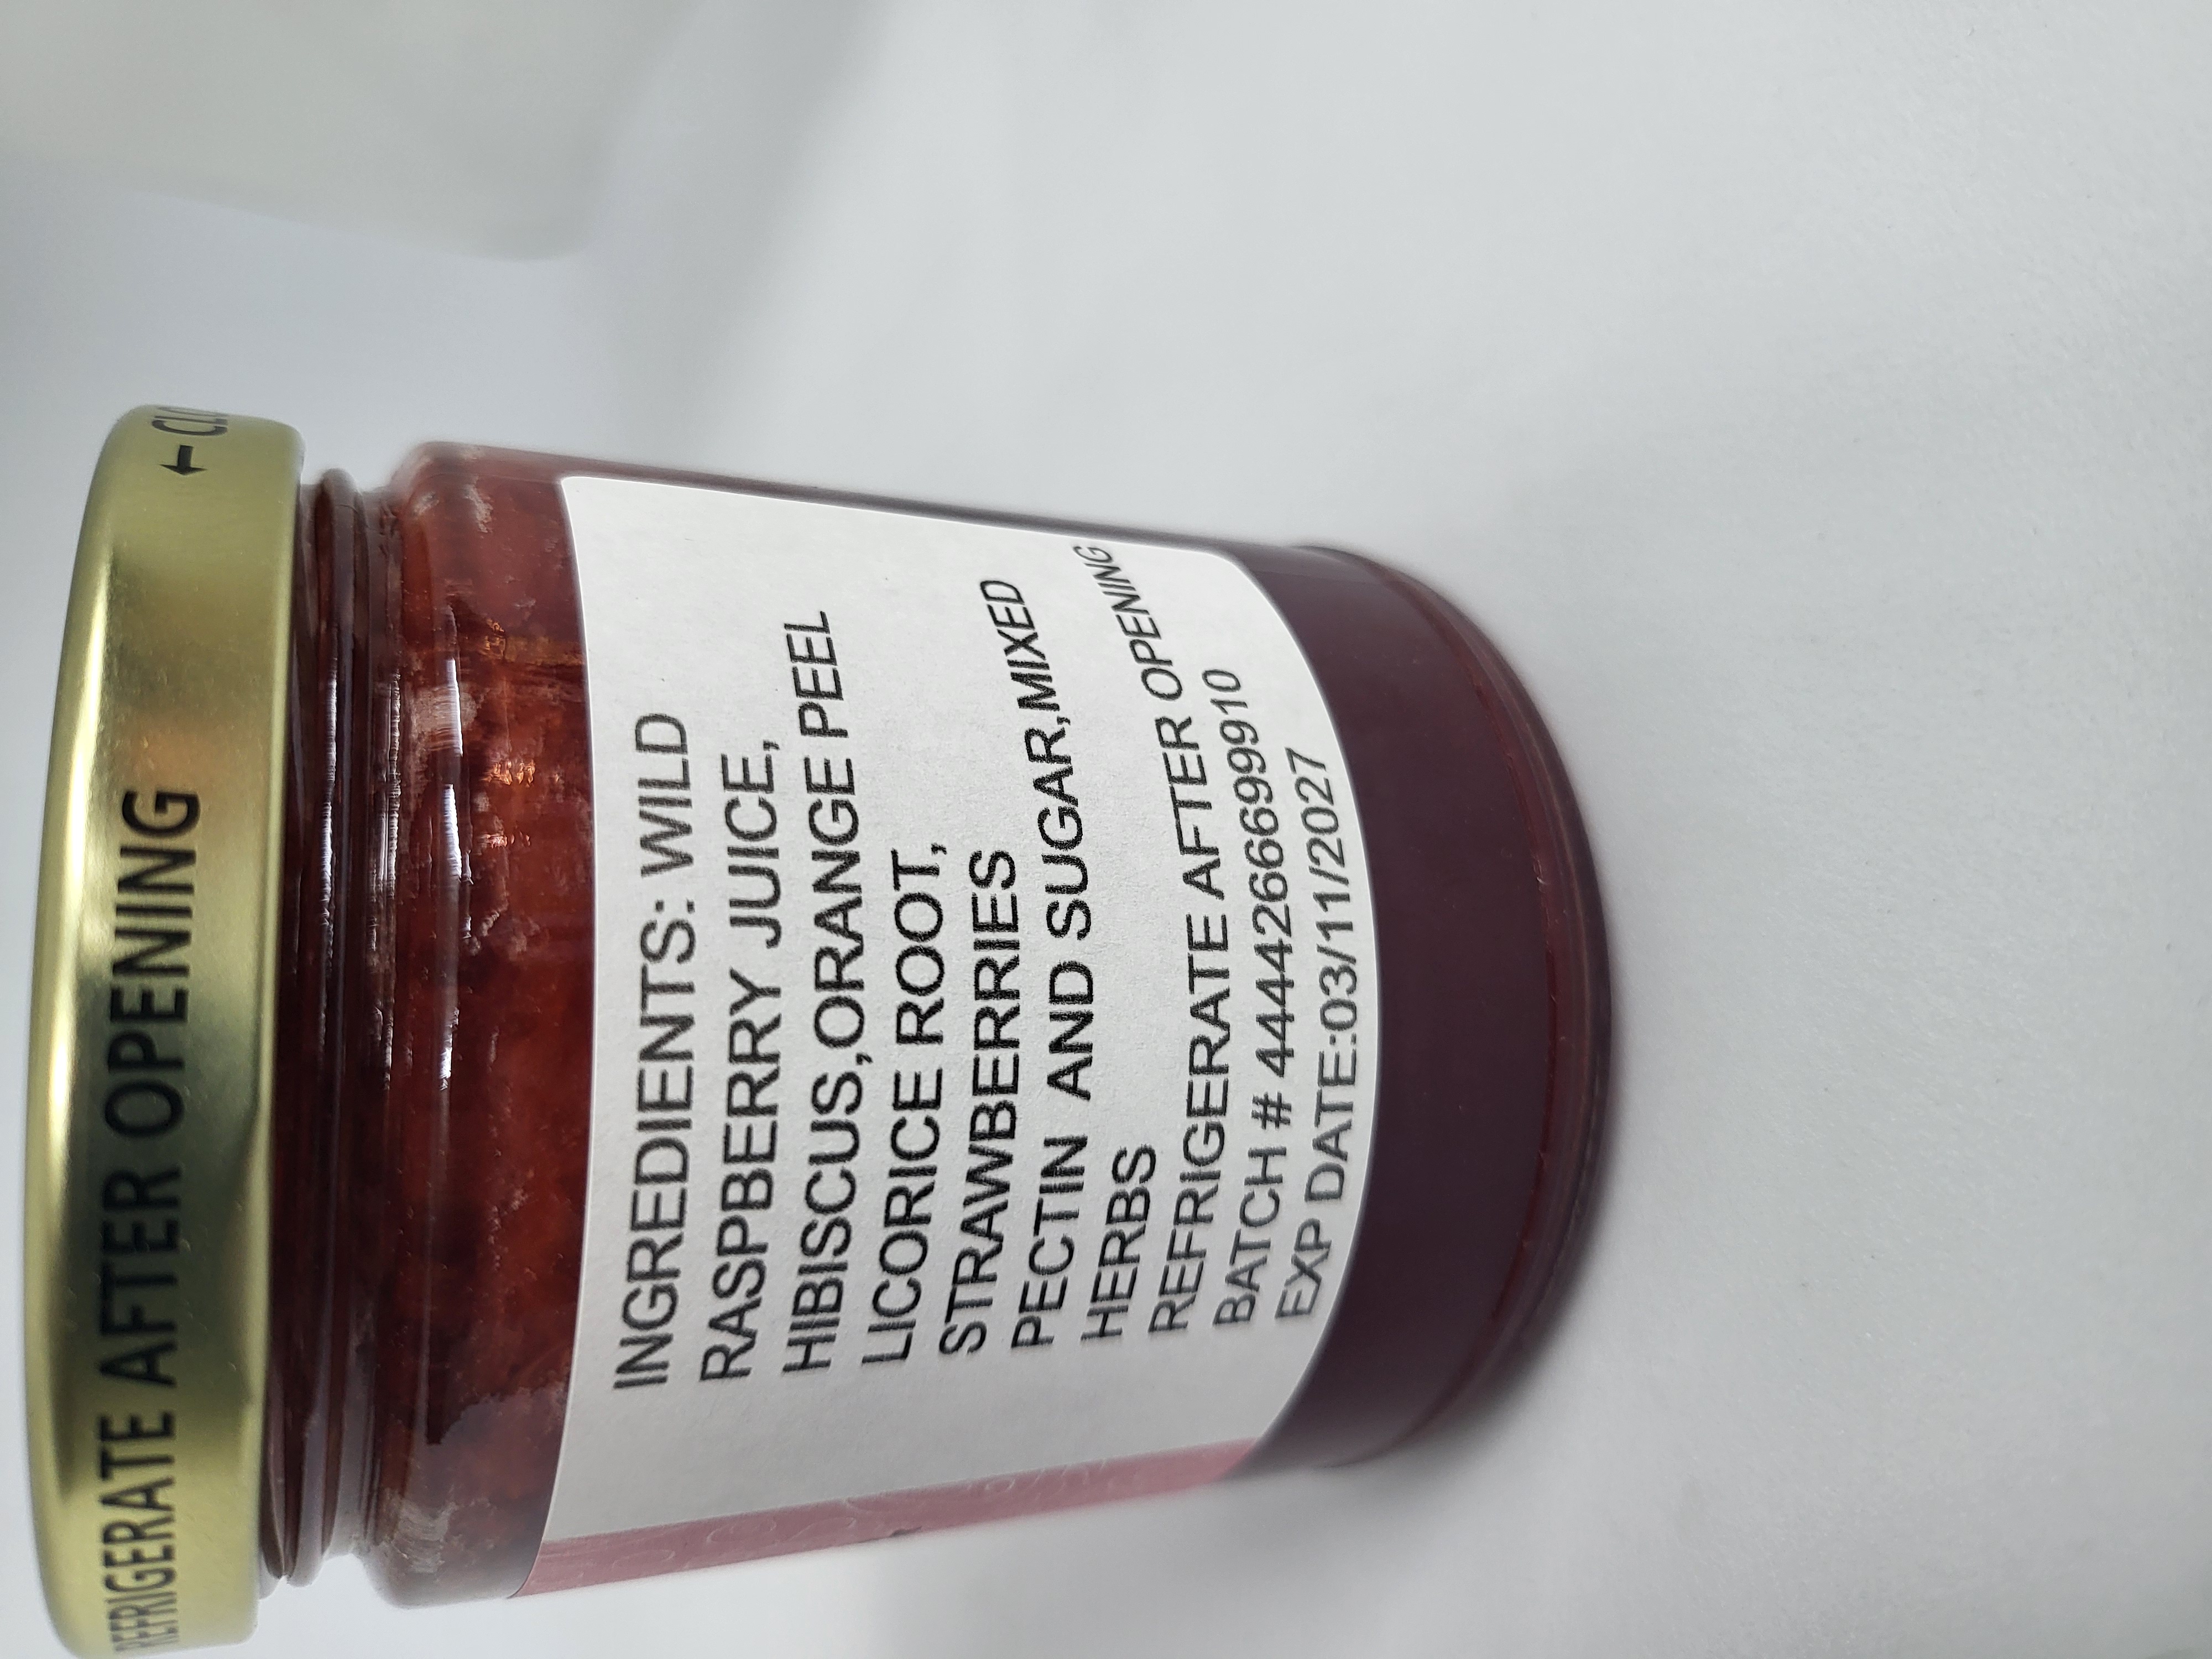 REFRIGERATE AFTER OPENING
INGREDIENTS: WILD
RASPBERRY JUICE,
HIBISCUS,ORANGE PEEL
LICORICE ROOT,
STRAWBERRIES
PECTIN AND SUGAR,MIXED
HERBS
REFRIGERATE AFTER OPENING
BATCH # 44442666999910
EXP DATE:03/11/2027